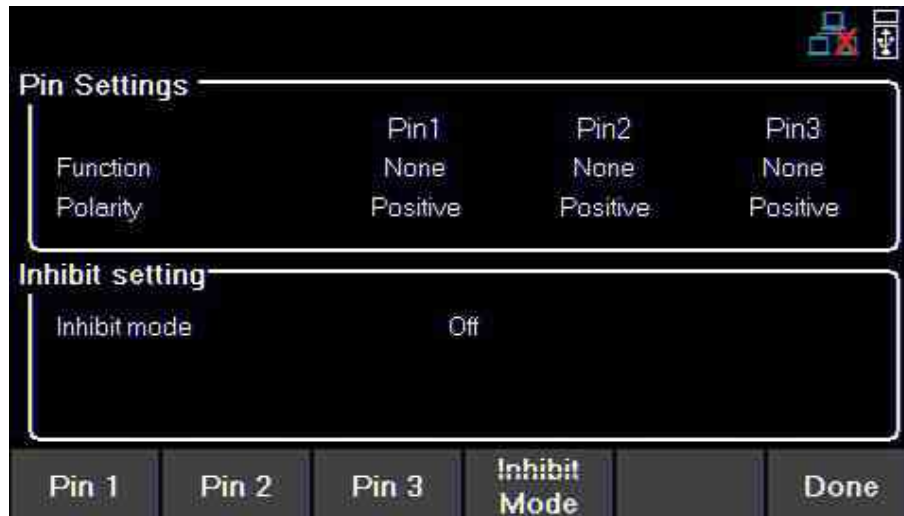 Pin Settings
Pin1 Pin2 Pin3
Function None None None
Polarity Positive Positive Positive
Inhibit setting
Inhibit mode Off
Pin 1 Pin 2 Pin 3 Inhibit Mode Done